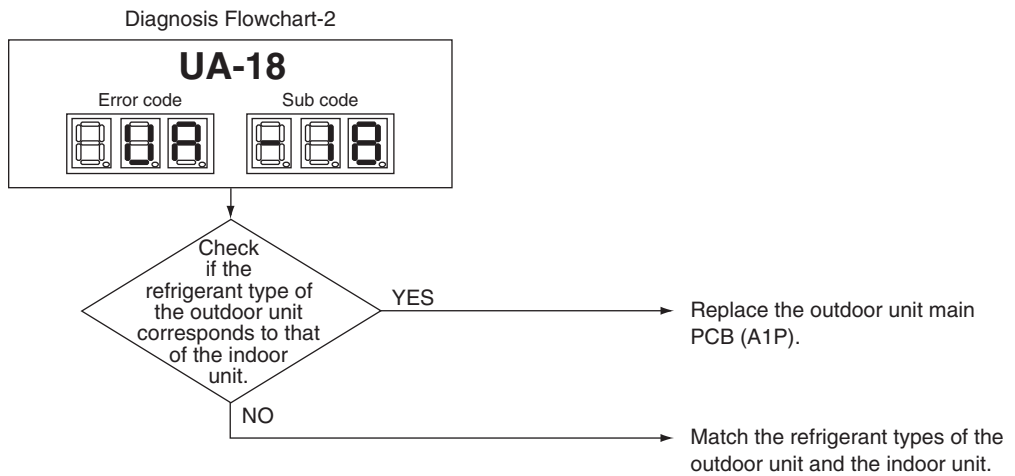 Diagnosis Flowchart-2
UA-18
Error code
Sub code
UA
-18
Check
if the
refrigerant type of
the outdoor unit
corresponds to that
of the indoor
unit.
YES
Replace the outdoor unit main
PCB (A1P).
NO
Match the refrigerant types of the
outdoor unit and the indoor unit.